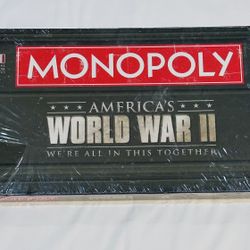 MONOPOLY
AMERICA'S
WORLD WAR II
WE'RE ALL IN THIS TOGETHER